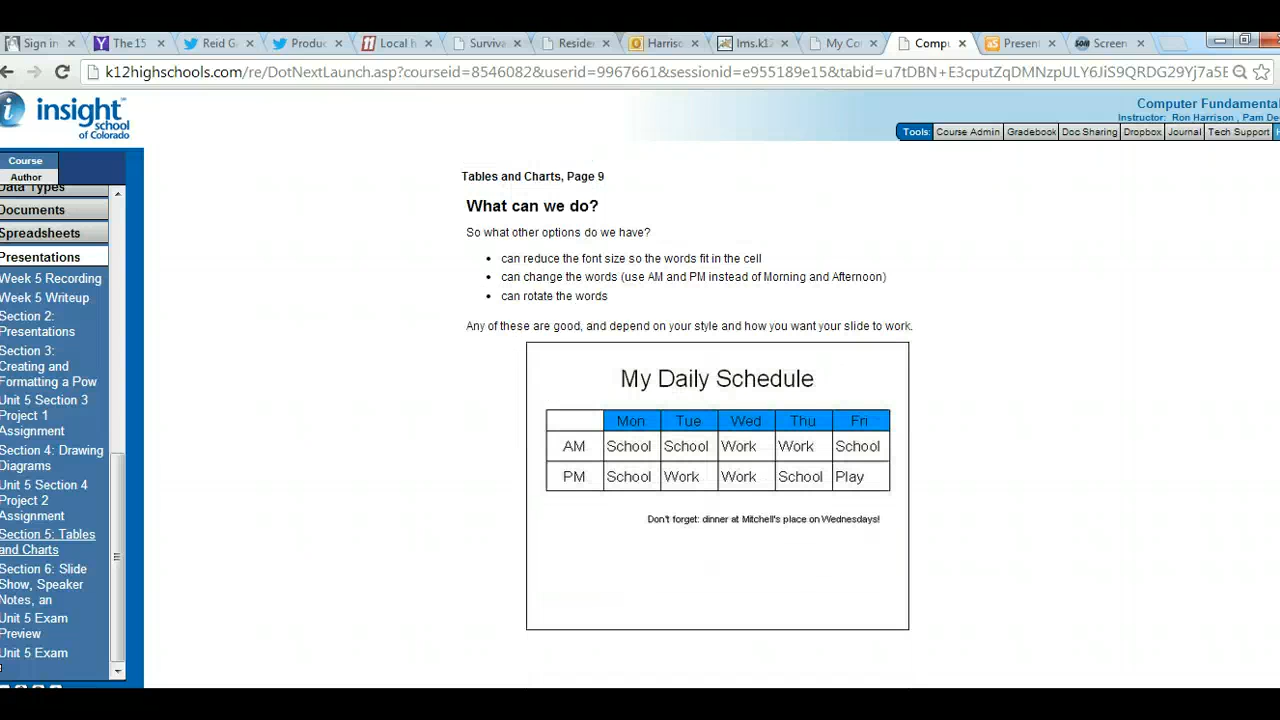 Sign in
The 15
Reid G
Produc
Local h
Surviva
Reside
Harriso
lms.k12
My Co
Compu
Present
Screen
k12highschools.com/re/DotNextLaunch.asp?courseid=8546082&userid=9967661&sessionid=e955189e15&tabid=u7tDBN+E3cputZqDMNzpULY6JiS9QRDG29Yj7a5E
insight
school
of Colorado
Computer Fundamenta
Instructor: Ron Harrison , Pam De
Tools: Course Admin Gradebook Doc Sharing Dropbox Journal Tech Support
Course
Author
Data Types
Documents
Spreadsheets
Presentations
Week 5 Recording
Week 5 Writeup
Section 2:
Presentations
Section 3:
Creating and
Formatting a Pow
Unit 5 Section 3
Project 1
Assignment
Section 4: Drawing
Diagrams
Unit 5 Section 4
Project 2
Assignment
Section 5: Tables
and Charts
Section 6: Slide
Show, Speaker
Notes, an
Unit 5 Exam
Preview
Unit 5 Exam
Tables and Charts, Page 9
What can we do?
So what other options do we have?
• can reduce the font size so the words fit in the cell
• can change the words (use AM and PM instead of Morning and Afternoon)
• can rotate the words
Any of these are good, and depend on your style and how you want your slide to work.
My Daily Schedule
Mon Tue Wed Thu Fri
AM School School Work Work School
PM School Work Work School Play
Don't forget: dinner at Mitchell's place on Wednesdays!